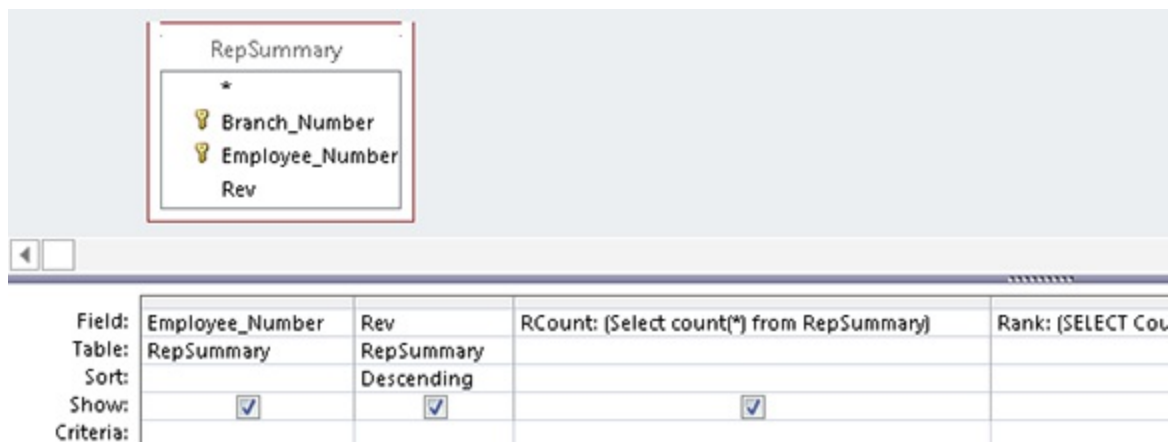 RepSummary
*
Branch_Number
Employee_Number
Rev
Field: Employee_Number Rev RCount: (Select count(*) from RepSummary) Rank: (SELECT Cou
Table: RepSummary RepSummary
Sort: Descending
Show:
Criteria: